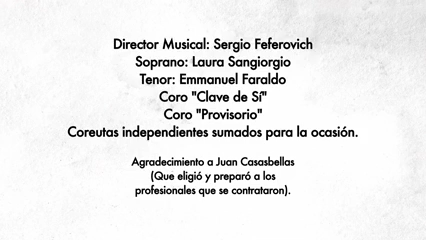 Director Musical: Sergio Feferovich
Soprano: Laura Sangiorgio
Tenor: Emmanuel Faraldo
Coro "Clave de Sí"
Coro "Provisorio"
Coreutas independientes sumados para la ocasión.
Agradecimiento a Juan Casasbellas
(Que eligió y preparó a los
profesionales que se contrataron).